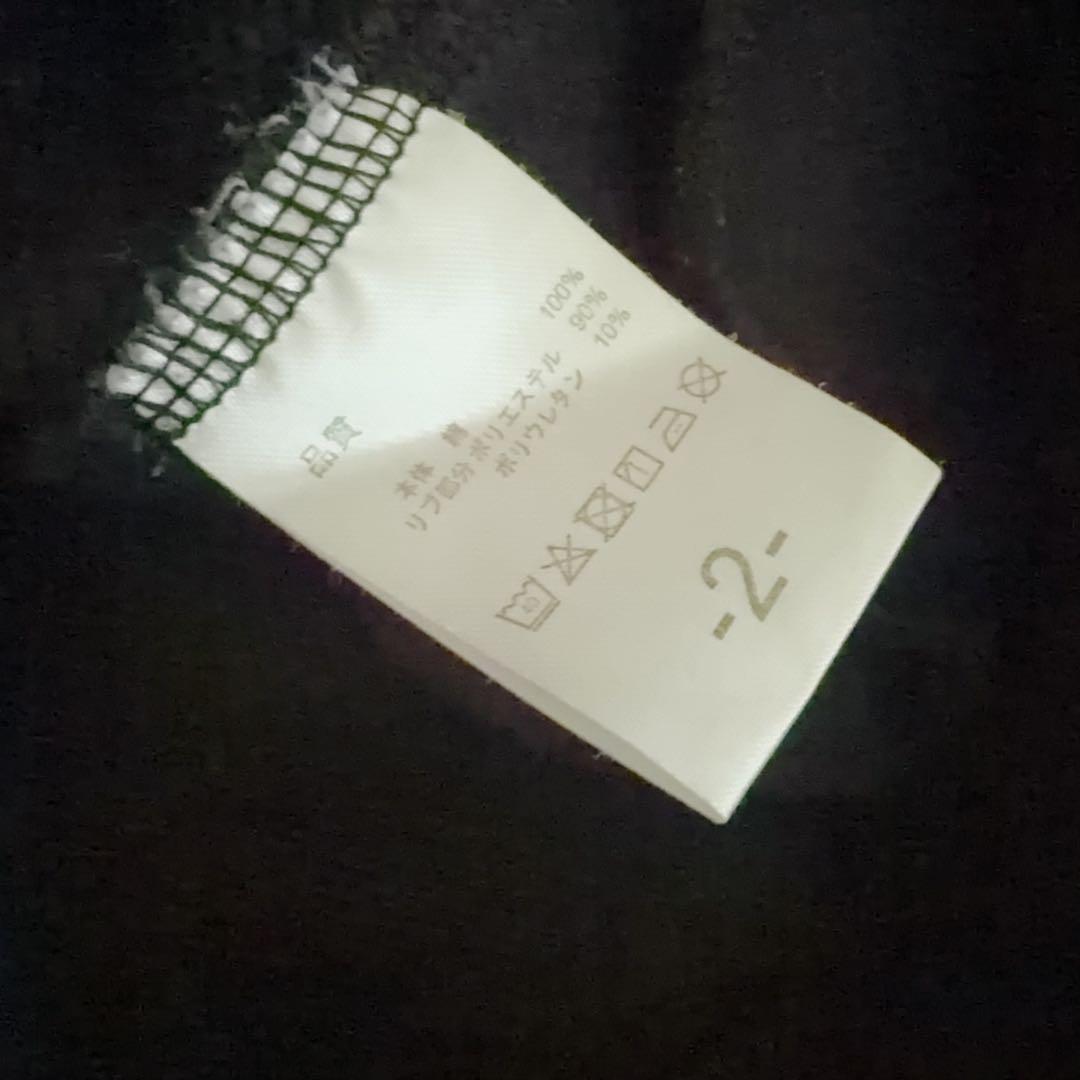 品質
本体 綿 100%
リブ部分 ポリエステル 90%
ポリウレタン 10%
40
-2-